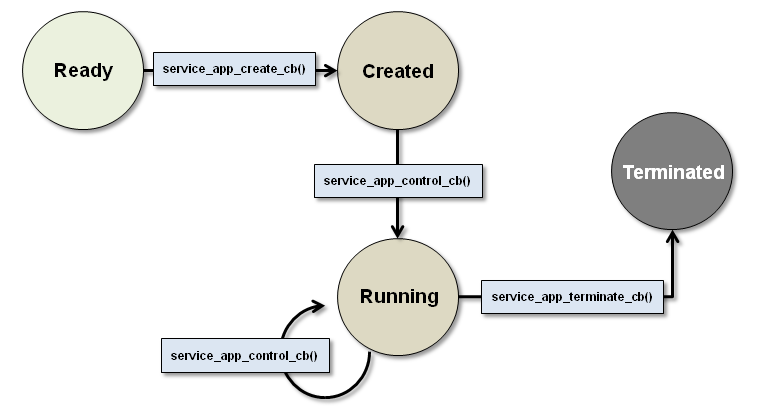 Ready
service_app_create_cb()
Created
service_app_control_cb()
Terminated
Running
service_app_terminate_cb()
service_app_control_cb()